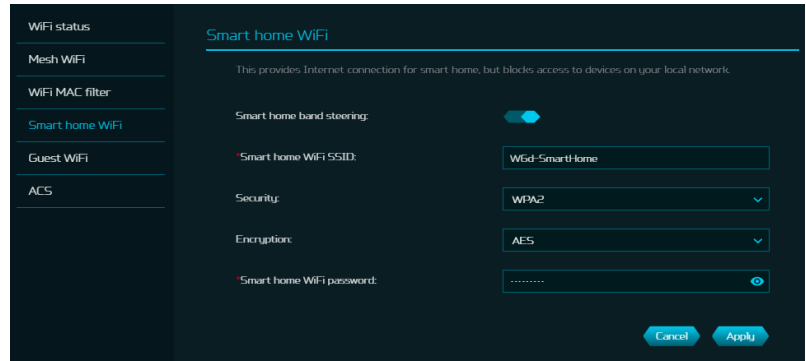 WiFi status
Mesh WiFi
WiFi MAC filter
Smart home WiFi
Guest WiFi
ACS
Smart home WiFi
This provides Internet connection for smart home, but blocks access to devices on your local network.
Smart home band steering:
*Smart home WiFi SSID: W6d-SmartHome
Security: WPA2
Encryption: AES
*Smart home WiFi password: ·········
Cancel Apply